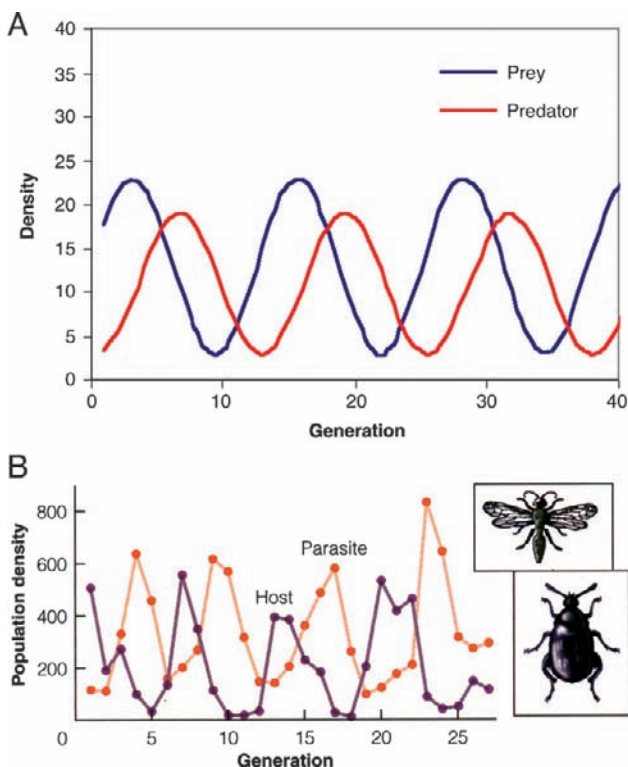 A
40
35
30
25
20
15
10
5
0
Density
Prey
Predator
0 10 20 30 40
Generation
B
800
600
400
200
Population density
Parasite
Host
0 5 10 15 20 25
Generation